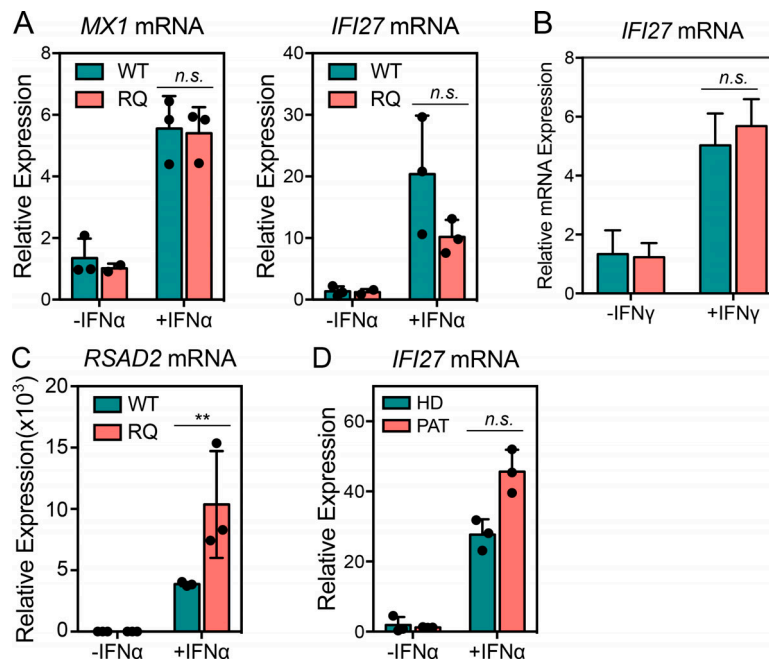 A
MX1 mRNA
Relative Expression
8
6
4
2
0
WT
RQ
n.s.
-IFNα
+IFNα
IFI27 mRNA
Relative Expression
40
30
20
10
0
WT
RQ
n.s.
-IFNα
+IFNα
B
IFI27 mRNA
Relative mRNA Expression
8
6
4
2
0
n.s.
-IFNγ
+IFNγ
C
RSAD2 mRNA
Relative Expression(x10³)
20
15
10
5
0
WT
RQ
**
-IFNα
+IFNα
D
IFI27 mRNA
Relative Expression
60
40
20
0
HD
PAT
n.s.
-IFNα
+IFNα